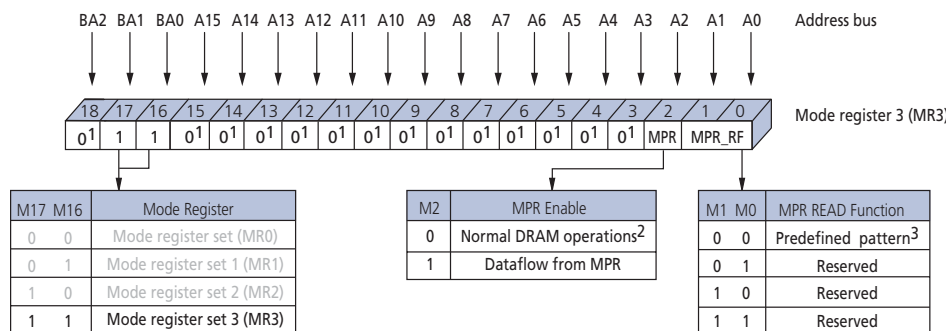 BA2 BA1 BA0 A15 A14 A13 A12 A11 A10 A9 A8 A7 A6 A5 A4 A3 A2 A1 A0 Address bus
18 17 16 15 14 13 12 11 10 9 8 7 6 5 4 3 2 1 0 Mode register 3 (MR3)
0¹ 1 1 0¹ 0¹ 0¹ 0¹ 0¹ 0¹ 0¹ 0¹ 0¹ 0¹ 0¹ 0¹ 0¹ MPR MPR_RF
M17 M16 Mode Register
0 0 Mode register set (MR0)
0 1 Mode register set 1 (MR1)
1 0 Mode register set 2 (MR2)
1 1 Mode register set 3 (MR3)
M2 MPR Enable
0 Normal DRAM operations²
1 Dataflow from MPR
M1 M0 MPR READ Function
0 0 Predefined pattern³
0 1 Reserved
1 0 Reserved
1 1 Reserved